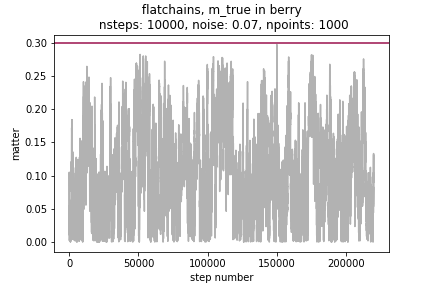 flatchains, m_true in berry
nsteps: 10000, noise: 0.07, npoints: 1000
0.30
0.25
0.20
0.15
0.10
0.05
0.00
matter
0 50000 100000 150000 200000
step number